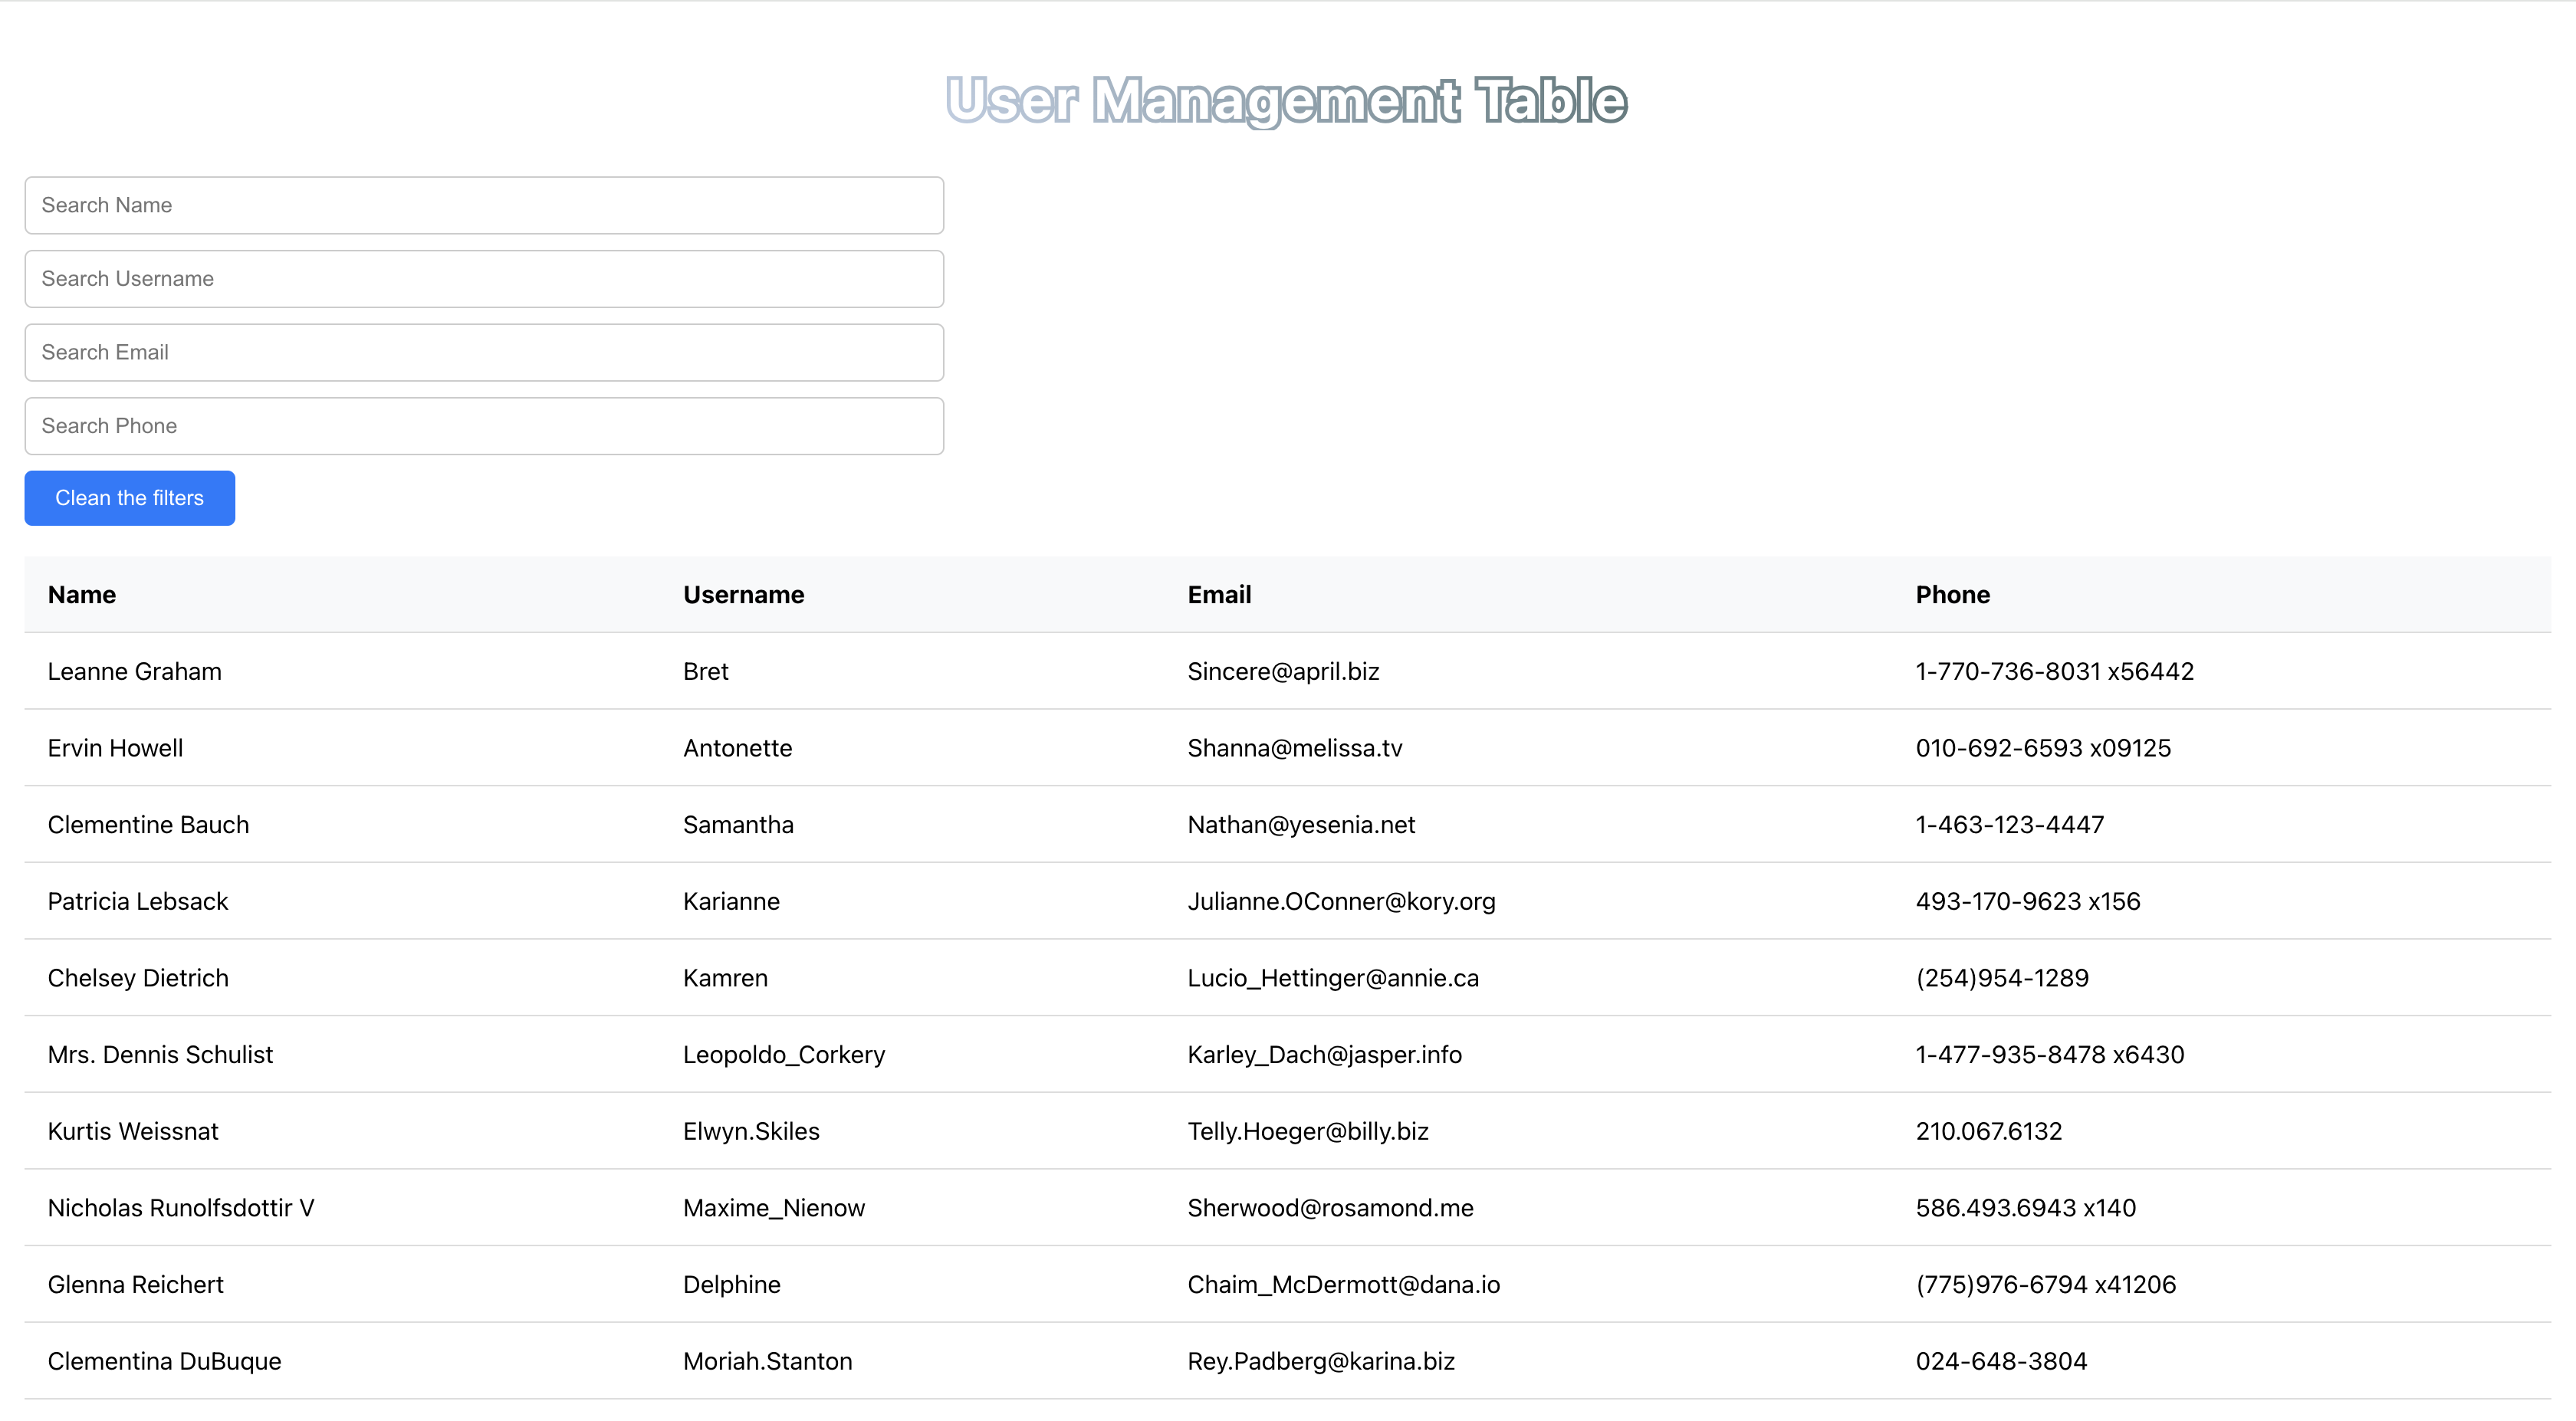 User Management Table
Search Name
Search Username
Search Email
Search Phone
Clean the filters
Name Username Email Phone
Leanne Graham Bret Sincere@april.biz 1-770-736-8031 x56442
Ervin Howell Antonette Shanna@melissa.tv 010-692-6593 x09125
Clementine Bauch Samantha Nathan@yesenia.net 1-463-123-4447
Patricia Lebsack Karianne Julianne.OConner@kory.org 493-170-9623 x156
Chelsey Dietrich Kamren Lucio_Hettinger@annie.ca (254)954-1289
Mrs. Dennis Schulist Leopoldo_Corkery Karley_Dach@jasper.info 1-477-935-8478 x6430
Kurtis Weissnat Elwyn.Skiles Telly.Hoeger@billy.biz 210.067.6132
Nicholas Runolfsdottir V Maxime_Nienow Sherwood@rosamond.me 586.493.6943 x140
Glenna Reichert Delphine Chaim_McDermott@dana.io (775)976-6794 x41206
Clementina DuBuque Moriah.Stanton Rey.Padberg@karina.biz 024-648-3804